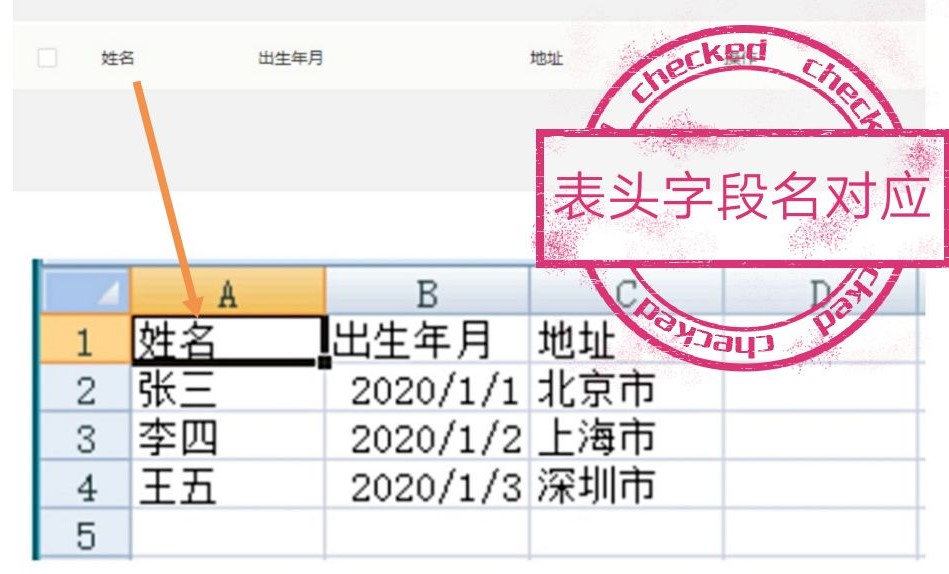 姓名 出生年月 地址 操作
checked checked
表头字段名对应
A B C D
checked checked
1 姓名 出生年月 地址
2 张三 2020/1/1 北京市
3 李四 2020/1/2 上海市
4 王五 2020/1/3 深圳市
5